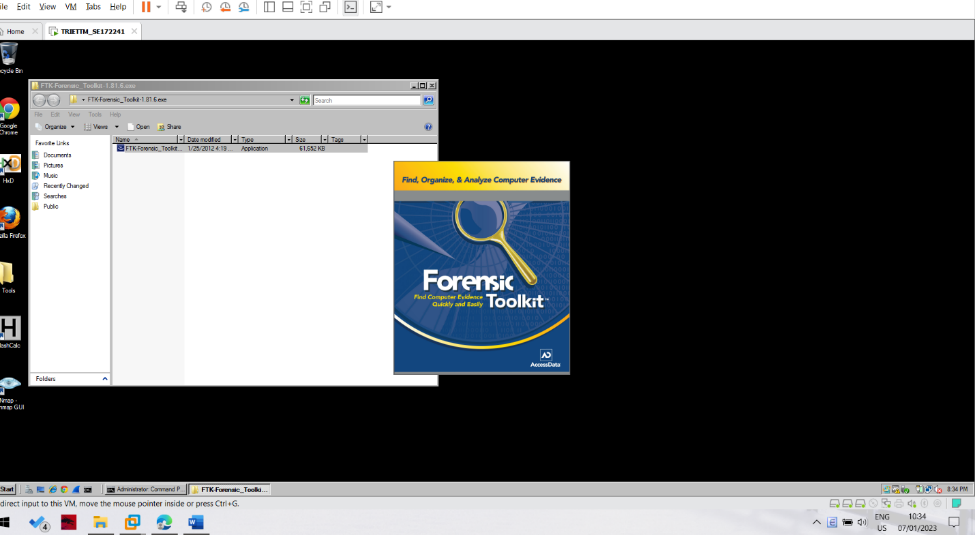 ile Edit View VM Tabs Help
Home
TRIETTM_SE172241
ecycle Bin
Google
Chrome
HxD
zilla Firefox
Tools
HashCalc
Nmap -
enmap GUI
FTK-Forensic_Toolkit-1.81.6.exe
FTK-Forensic_Toolkit-1.81.6.exe
Search
File Edit View Tools Help
Organize Views Open Share
Favorite Links
Documents
Pictures
Music
Recently Changed
Searches
Public
Folders
Name Date modified Type Size Tags
FTK-Forensic_Toolkit... 1/25/2012 4:19 ... Application 61,652 KB
Find, Organize, & Analyze Computer Evidence
Forensic
Toolkit™
Find Computer Evidence
Quickly and Easily
AccessData
Start
Administrator: Command P...
FTK-Forensic_Toolki...
8:34 PM
direct input to this VM, move the mouse pointer inside or press Ctrl+G.
4
ENG
US
10:34
07/01/2023